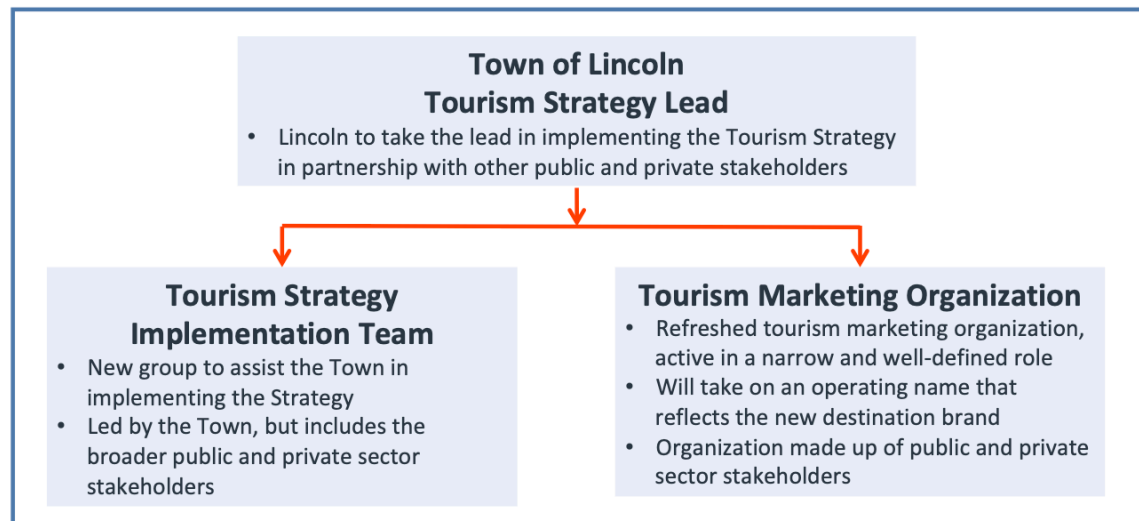 Town of Lincoln
Tourism Strategy Lead
• Lincoln to take the lead in implementing the Tourism Strategy
in partnership with other public and private stakeholders
Tourism Strategy
Implementation Team
• New group to assist the Town in
implementing the Strategy
• Led by the Town, but includes the
broader public and private sector
stakeholders
Tourism Marketing Organization
• Refreshed tourism marketing organization,
active in a narrow and well-defined role
• Will take on an operating name that
reflects the new destination brand
• Organization made up of public and private
sector stakeholders